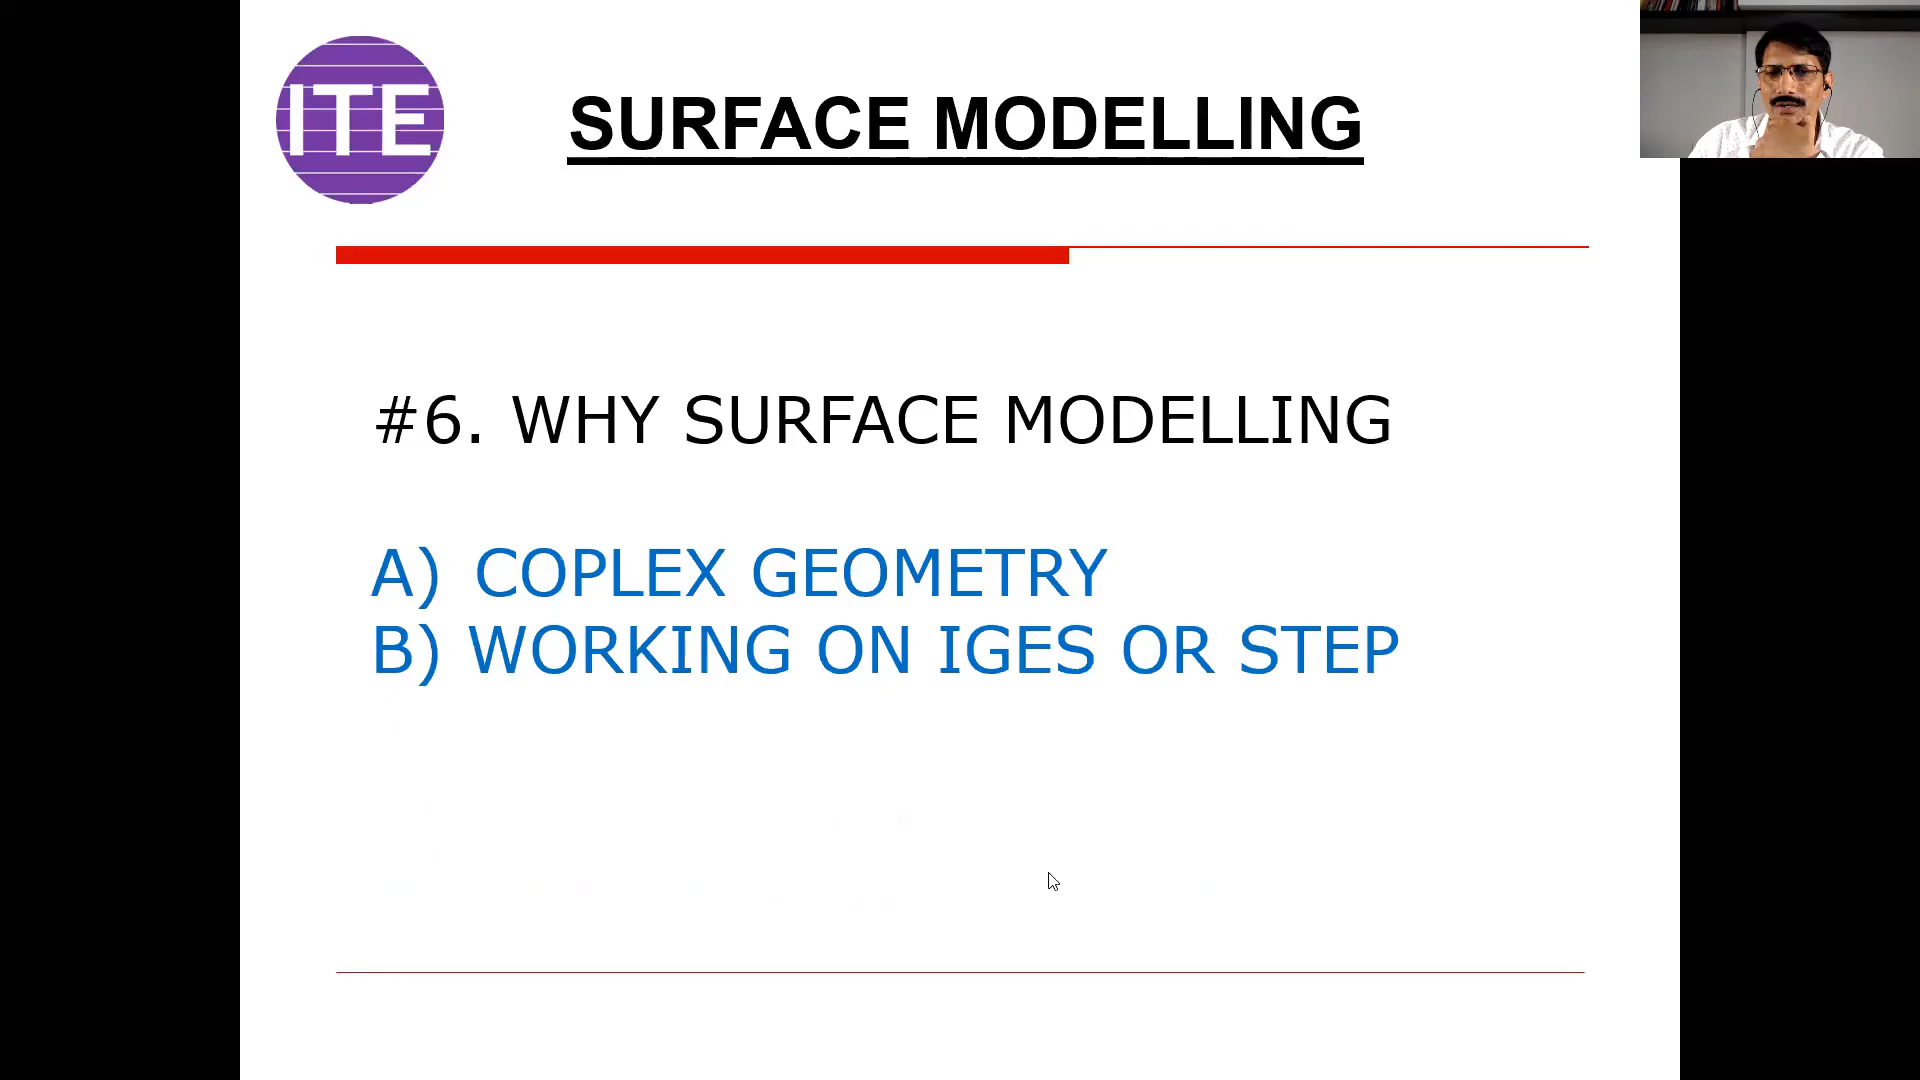 ITE
SURFACE MODELLING
#6. WHY SURFACE MODELLING
A) COPLEX GEOMETRY
B) WORKING ON IGES OR STEP